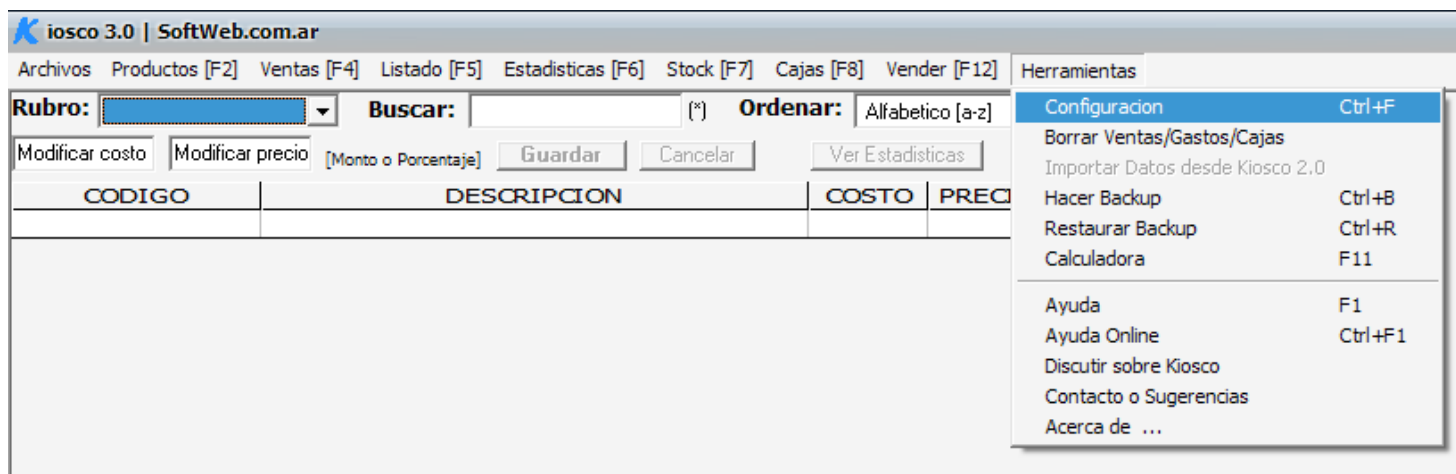 Kiosco 3.0 | SoftWeb.com.ar
Archivos Productos [F2] Ventas [F4] Listado [F5] Estadisticas [F6] Stock [F7] Cajas [F8] Vender [F12] Herramientas
Rubro: Buscar: (*) Ordenar: Alfabetico [a-z]
Modificar costo Modificar precio [Monto o Porcentaje] Guardar Cancelar Ver Estadisticas
CODIGO DESCRIPCION COSTO PRECI
Configuracion Ctrl+F
Borrar Ventas/Gastos/Cajas
Importar Datos desde Kiosco 2.0
Hacer Backup Ctrl+B
Restaurar Backup Ctrl+R
Calculadora F11
Ayuda F1
Ayuda Online Ctrl+F1
Discutir sobre Kiosco
Contacto o Sugerencias
Acerca de ...